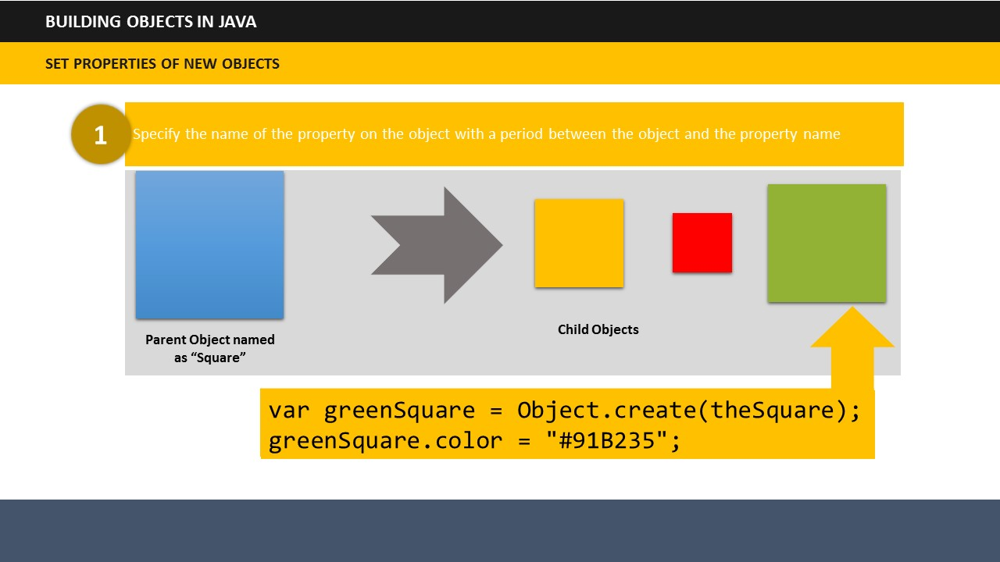 BUILDING OBJECTS IN JAVA
SET PROPERTIES OF NEW OBJECTS
1
Specify the name of the property on the object with a period between the object and the property name
Parent Object named
as “Square”
Child Objects
var greenSquare = Object.create(theSquare);
greenSquare.color = "#91B235";